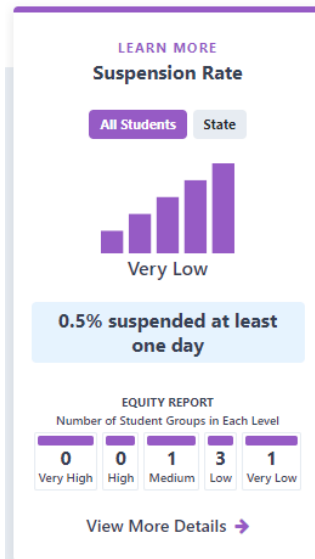 LEARN MORE
Suspension Rate
All Students State
Very Low
0.5% suspended at least
one day
EQUITY REPORT
Number of Student Groups in Each Level
0 0 1 3 1
Very High High Medium Low Very Low
View More Details →